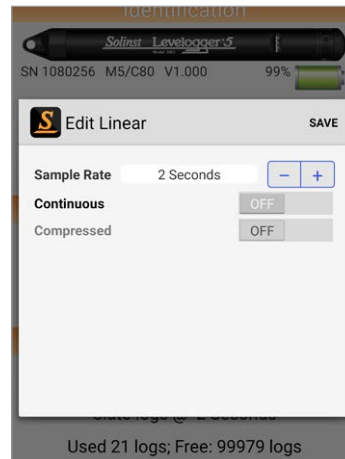 Identification
Solinst Levelogger 5
SN 1080256 M5/C80 V1.000 99%
S Edit Linear SAVE
Sample Rate 2 Seconds - +
Continuous OFF
Compressed OFF
Used 21 logs; Free: 99979 logs